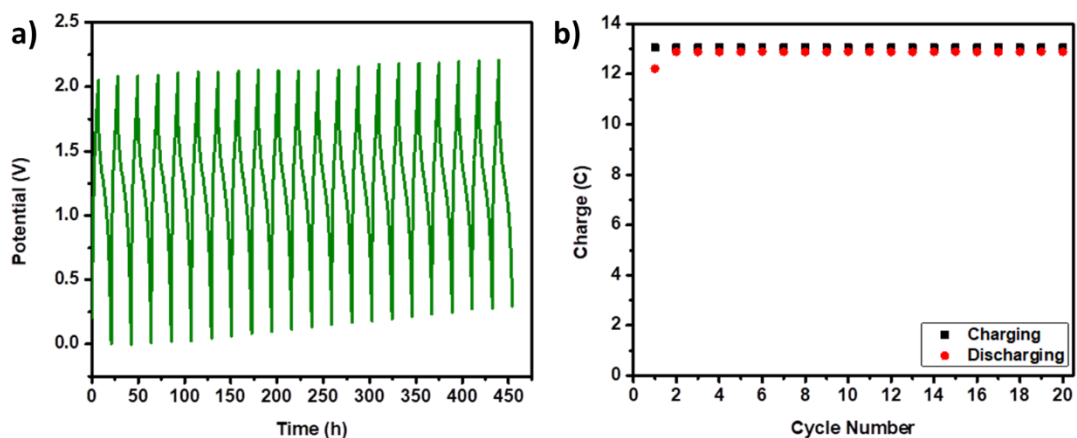 a)
2.5
2.0
1.5
1.0
0.5
0.0
Potential (V)
0 50 100 150 200 250 300 350 400 450
Time (h)
b)
14
12
10
8
6
4
2
0
Charge (C)
Charging
Discharging
0 2 4 6 8 10 12 14 16 18 20
Cycle Number